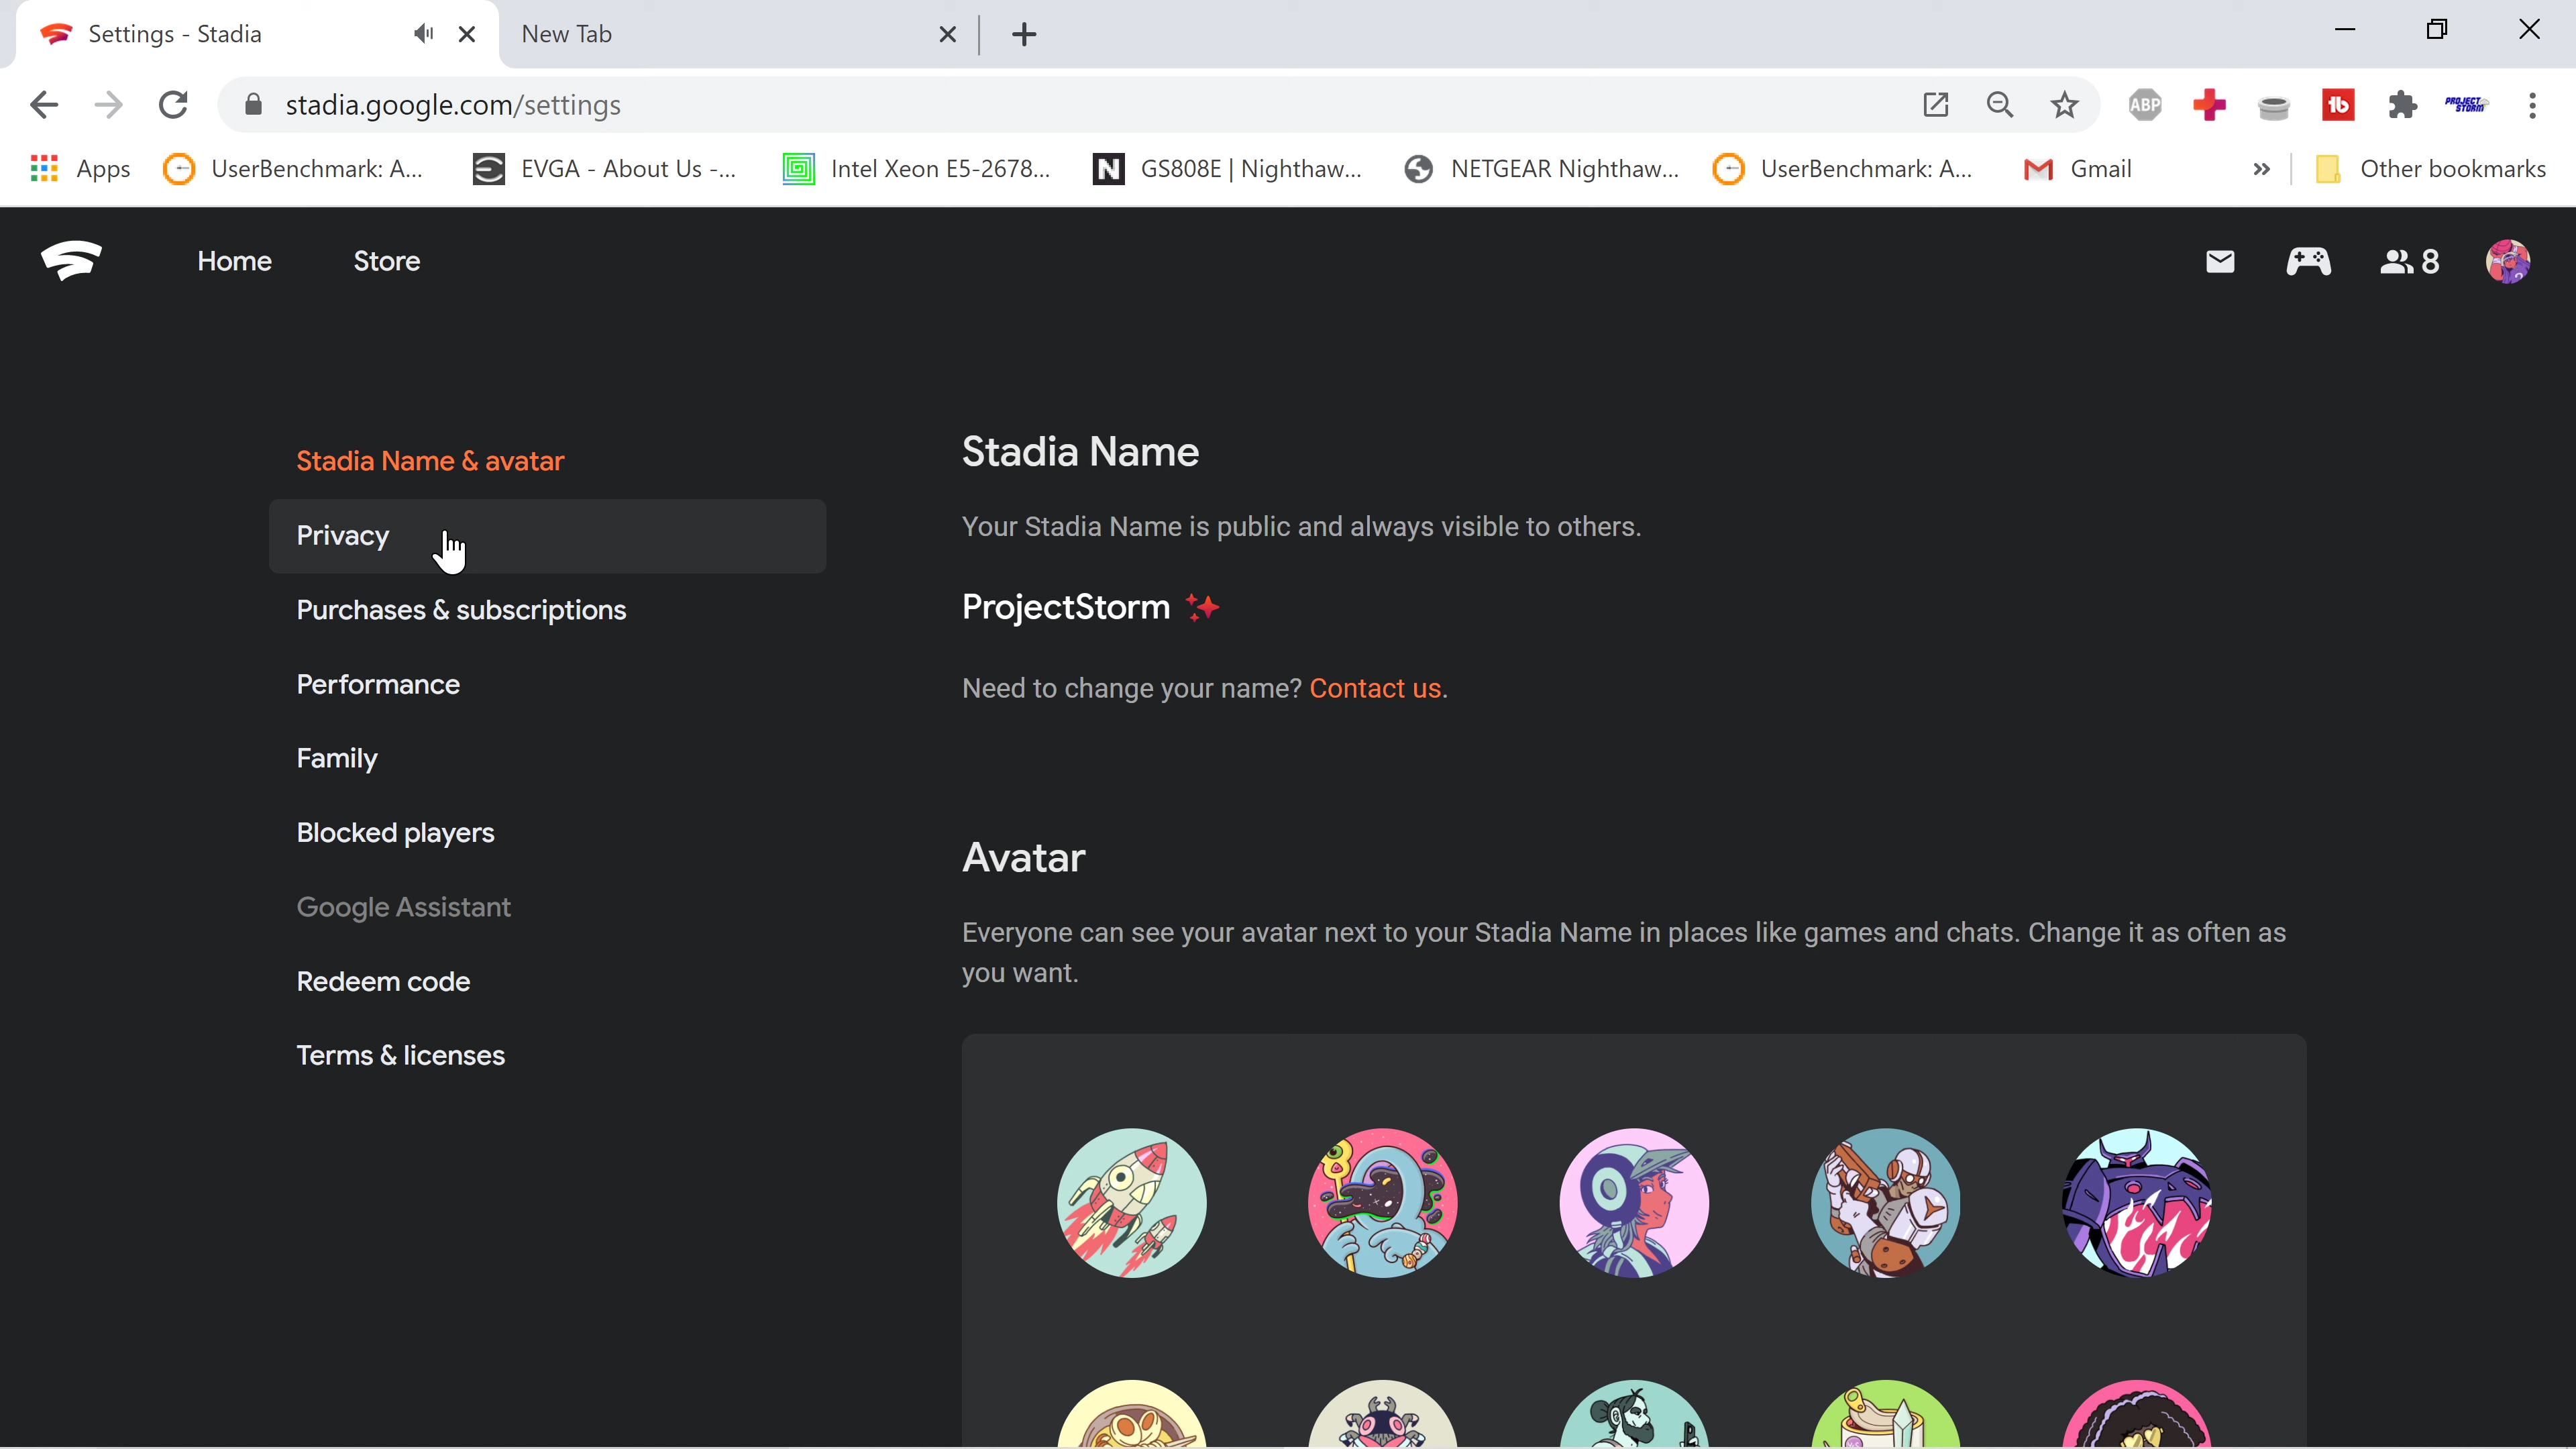 Settings - Stadia
New Tab
stadia.google.com/settings
ABP
PROJECT STORM
Apps
UserBenchmark: A...
EVGA - About Us -...
Intel Xeon E5-2678...
N
GS808E | Nighthaw...
NETGEAR Nighthaw...
UserBenchmark: A...
Gmail
»
Other bookmarks
Home
Store
8
Stadia Name & avatar
Privacy
Purchases & subscriptions
Performance
Family
Blocked players
Google Assistant
Redeem code
Terms & licenses
Stadia Name
Your Stadia Name is public and always visible to others.
ProjectStorm
Need to change your name? Contact us.
Avatar
Everyone can see your avatar next to your Stadia Name in places like games and chats. Change it as often as
you want.